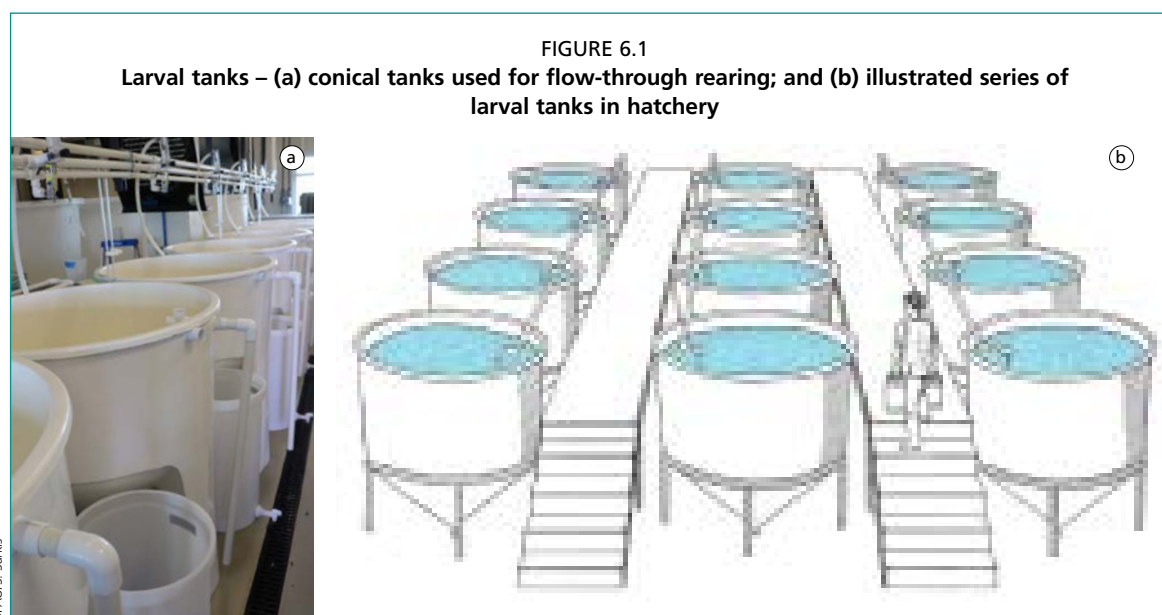 FIGURE 6.1
Larval tanks – (a) conical tanks used for flow-through rearing; and (b) illustrated series of
larval tanks in hatchery
a
b